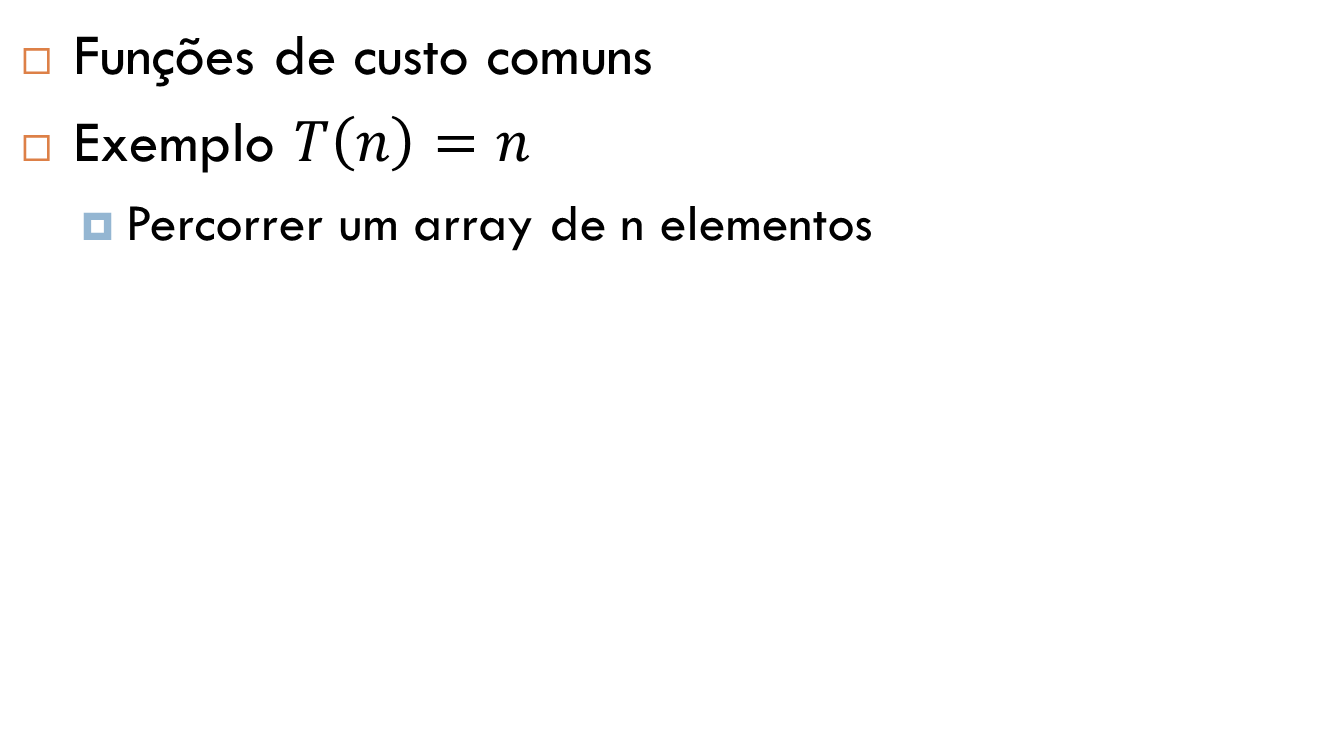 Funções de custo comuns
Exemplo 𝑇(𝑛) = 𝑛
Percorrer um array de n elementos